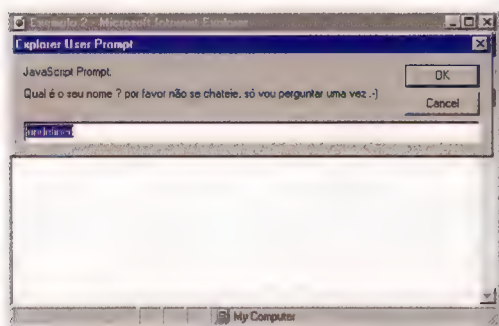 Exemplo 2 - Microsoft Internet Explorer
Explorer User Prompt
JavaScript Prompt:
OK
Qual é o seu nome ? por favor não se chateie, só vou perguntar uma vez :-)
Cancel
undefined
My Computer